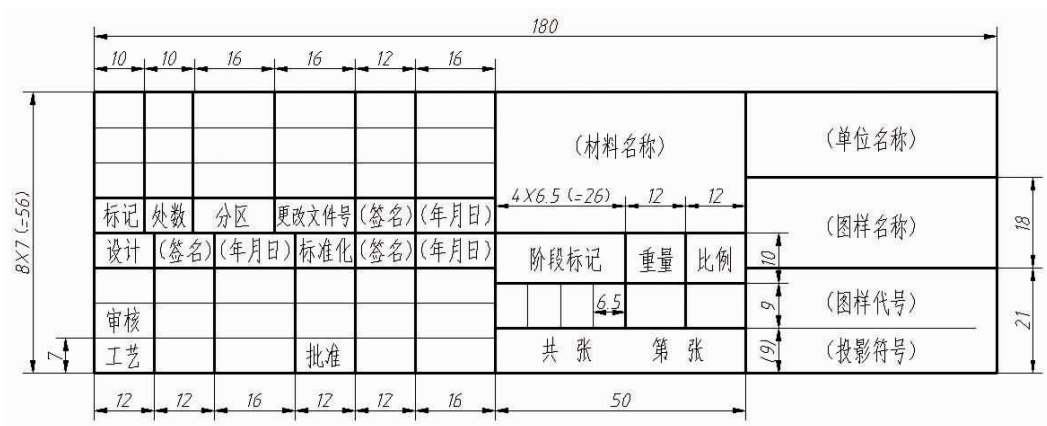 180
10 10 16 16 12 16
(材料名称) (单位名称)
4X6.5(=26) 12 12
标记 处数 分区 更改文件号 (签名) (年月日) (图样名称) 18
8X7(=56)
设计 (签名) (年月日) 标准化 (签名) (年月日) 阶段标记 重量 比例 10
6.5 9 (图样代号)
审核 21
7 工艺 批准 共 张 第 张 (9) (投影符号)
12 12 16 12 12 16 50